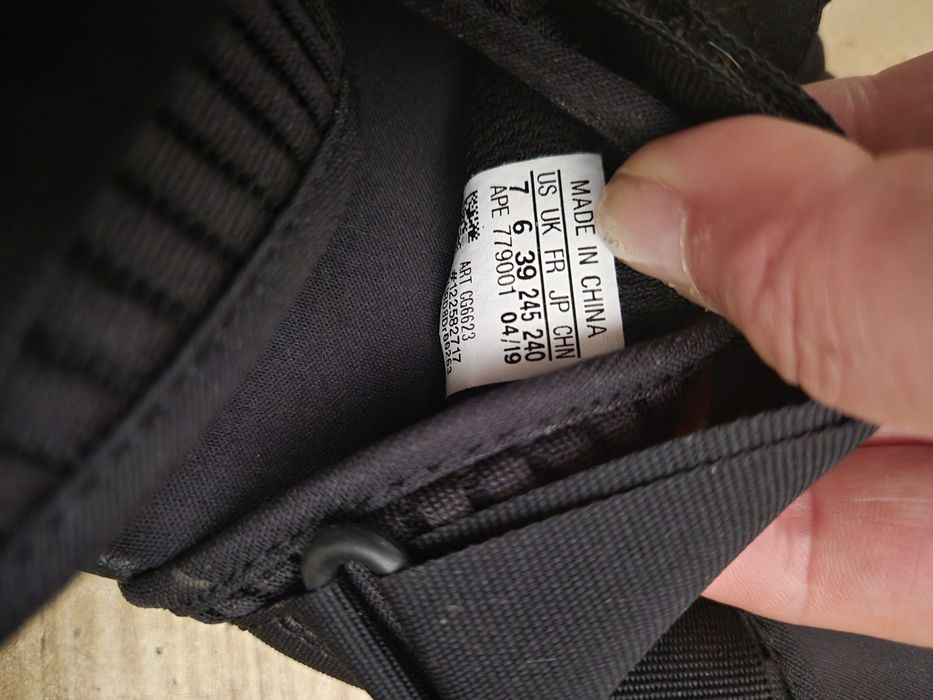 MADE IN CHINA
US UK FR JP CHN
7 6 39 245 240
APE 779001 04/19
ART CG6623
#122582717